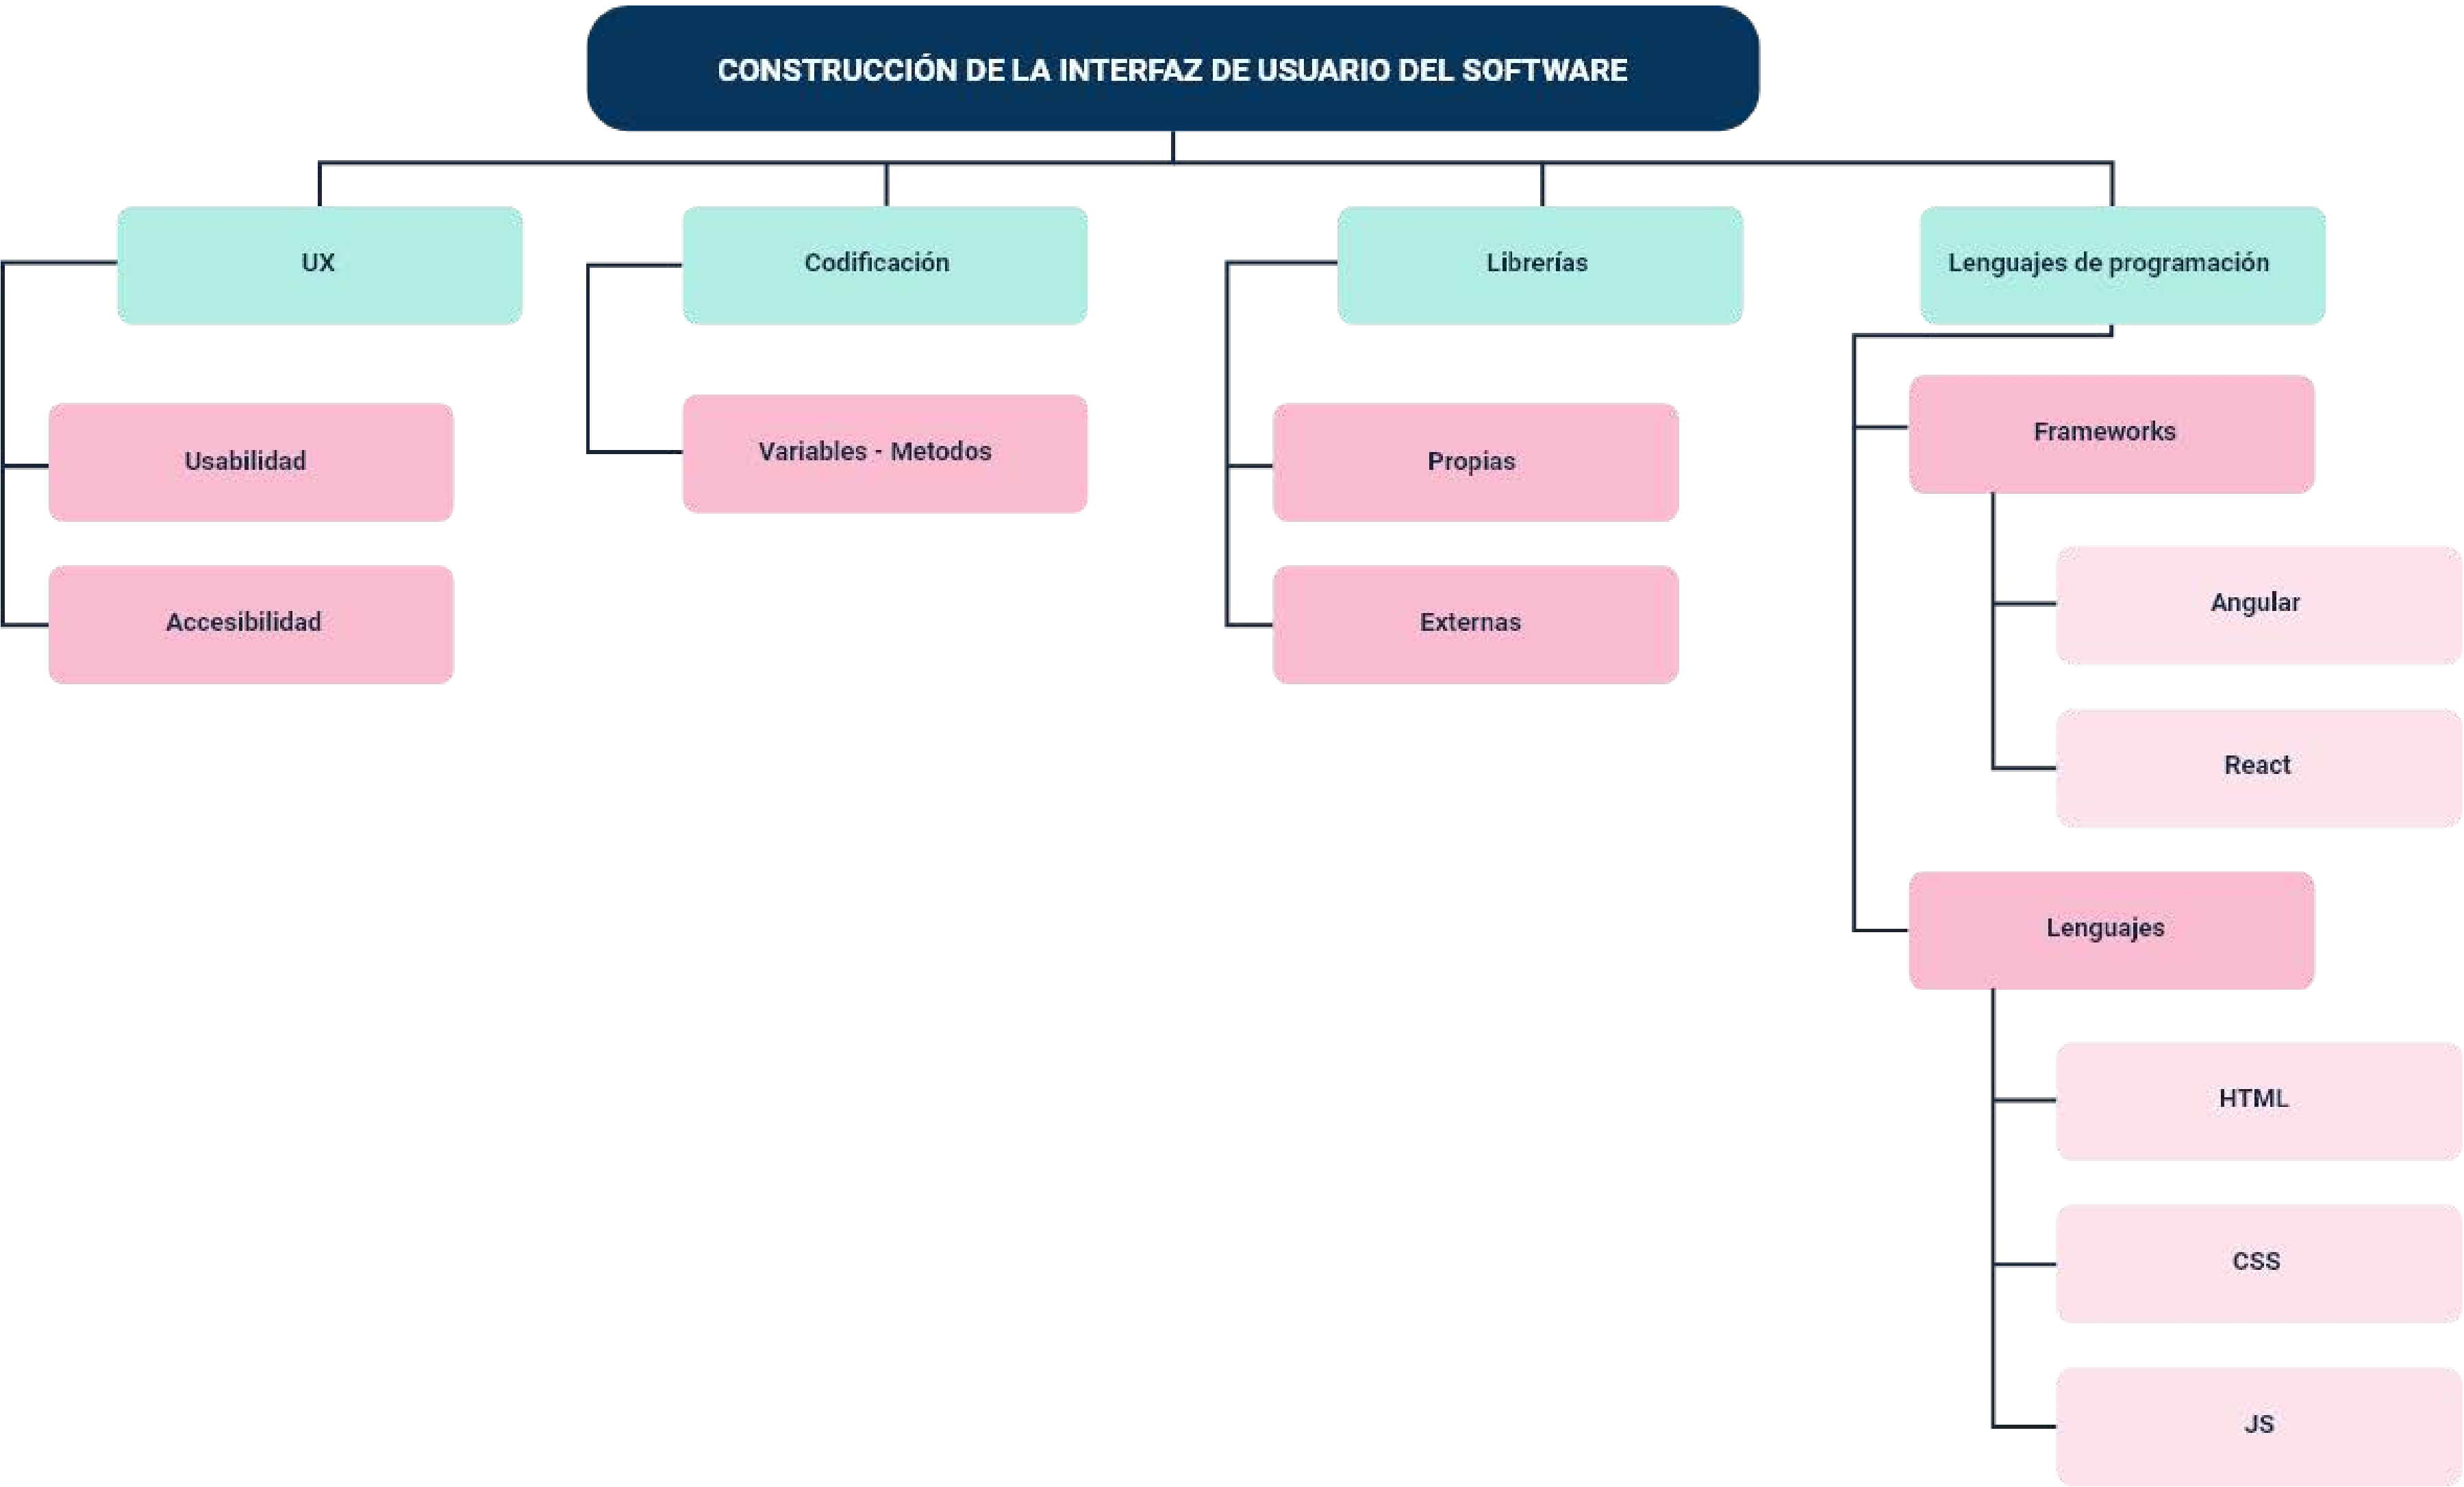 CONSTRUCCIÓN DE LA INTERFAZ DE USUARIO DEL SOFTWARE
UX
Usabilidad
Accesibilidad
Codificación
Variables - Metodos
Librerías
Propias
Externas
Lenguajes de programación
Frameworks
Angular
React
Lenguajes
HTML
CSS
JS